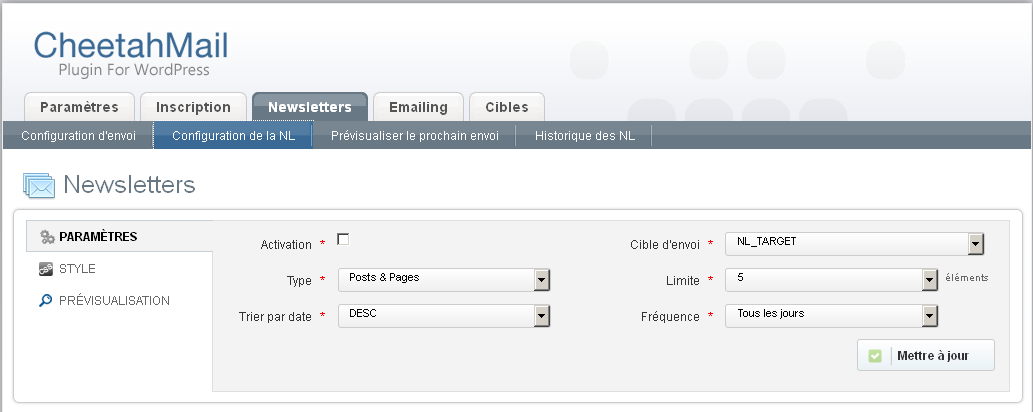 CheetahMail
Plugin For WordPress
Paramètres Inscription Newsletters Emailing Cibles
Configuration d'envoi Configuration de la NL Prévisualiser le prochain envoi Historique des NL
Newsletters
PARAMÈTRES
STYLE
PRÉVISUALISATION
Activation * Cible d'envoi * NL_TARGET
Type * Posts & Pages Limite * 5 éléments
Trier par date * DESC Fréquence * Tous les jours
Mettre à jour